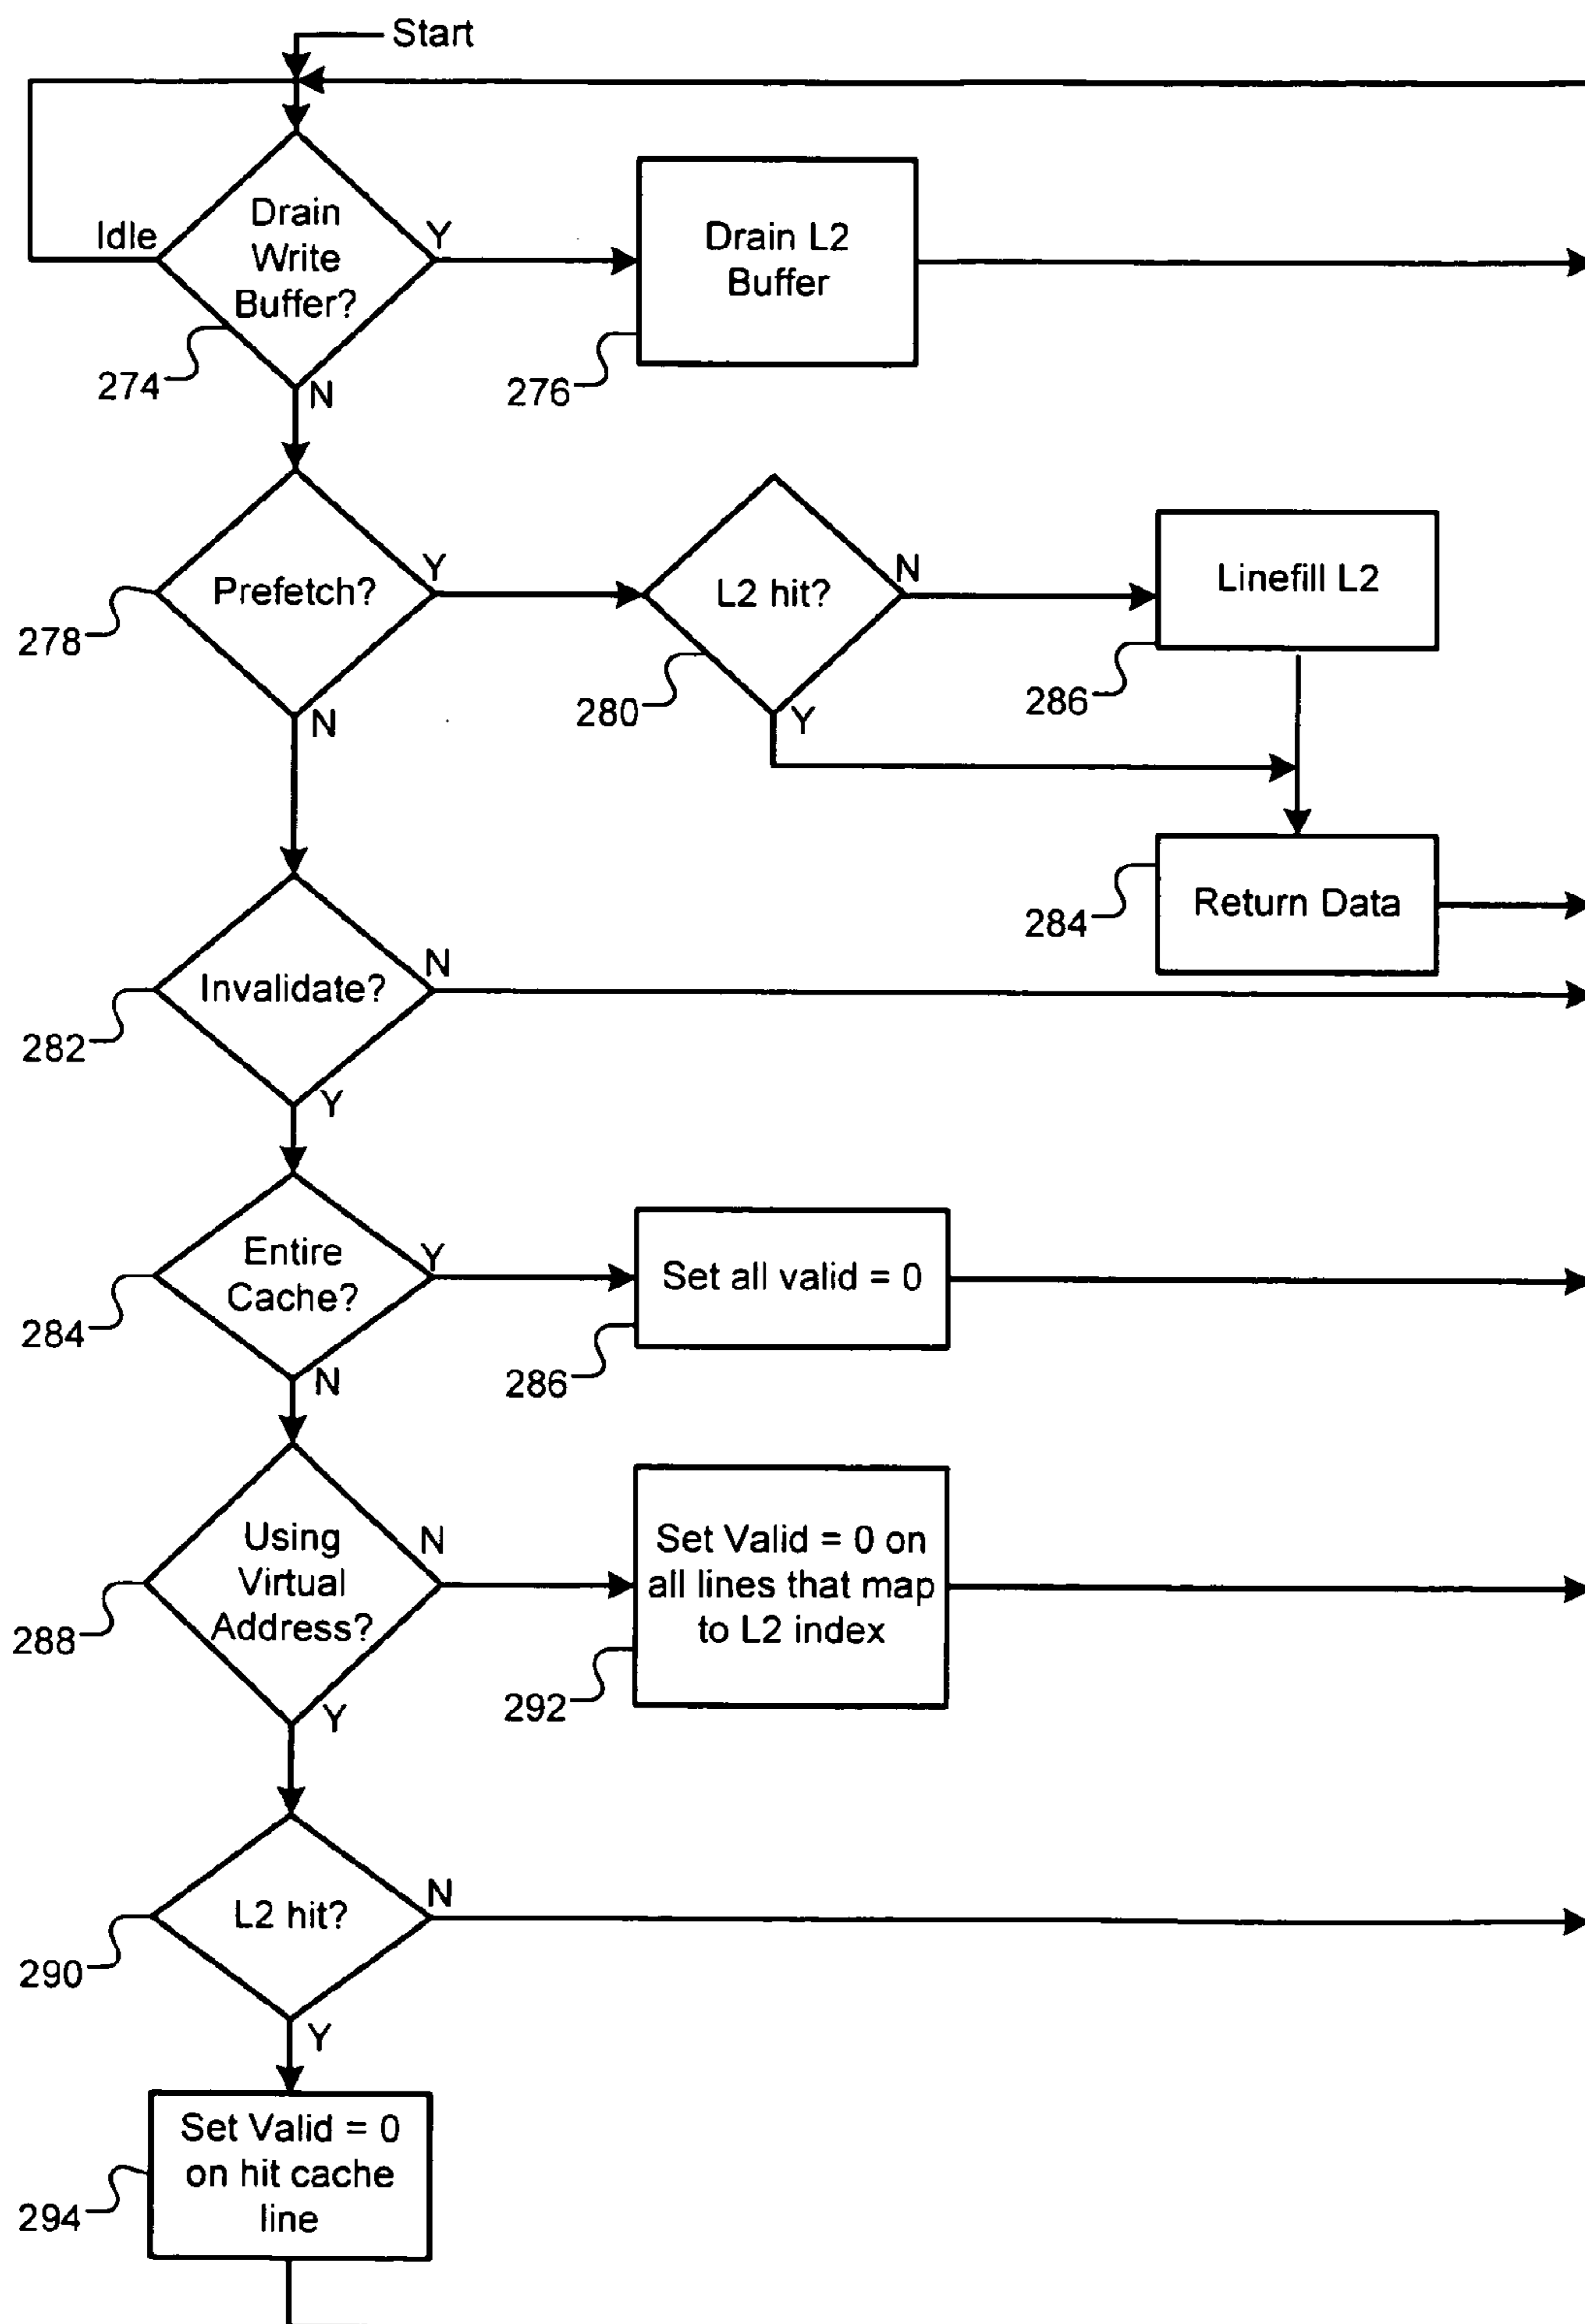 Start
Idle
Drain
Write
Buffer?
Y
Drain L2
Buffer
274
276
N
Prefetch?
Y
L2 hit?
N
Linefill L2
278
280
286
N
Y
284
Return Data
Invalidate?
N
282
Y
Entire
Cache?
Y
Set all valid = 0
284
286
N
Using
Virtual
Address?
N
Set Valid = 0 on
all lines that map
to L2 index
288
292
Y
L2 hit?
N
290
Y
Set Valid = 0
on hit cache
line
294